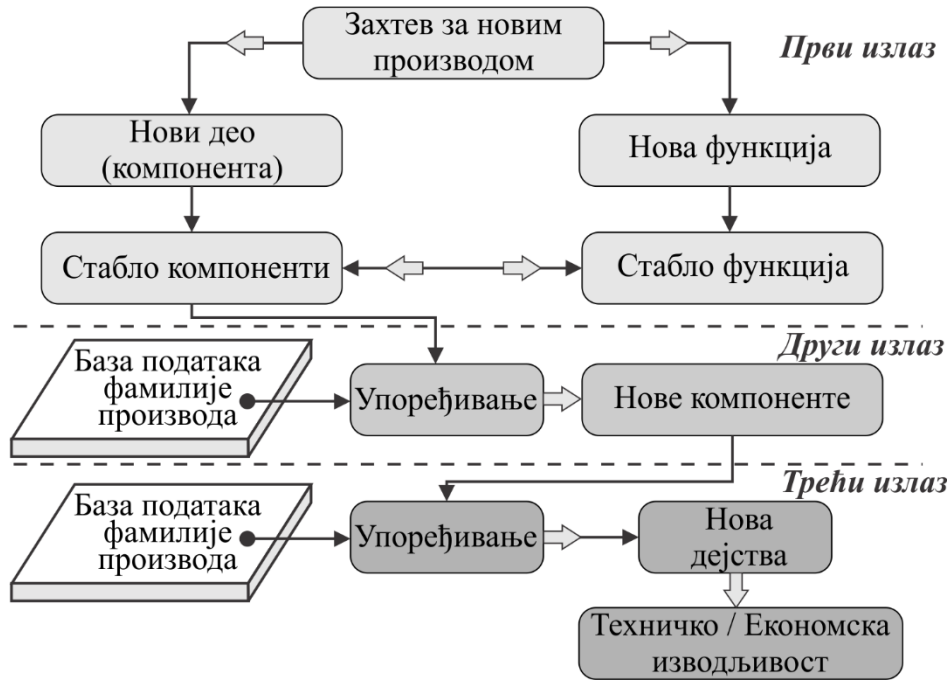 Захтев за новим
производом
Први излаз
Нови део
(компонента)
Нова функција
Стабло компоненти
Стабло функција
Други излаз
База података
фамилије
производа
Упоређивање
Нове компоненте
Трећи излаз
База података
фамилије
производа
Упоређивање
Нова
дејства
Техничко / Економска
изводљивост